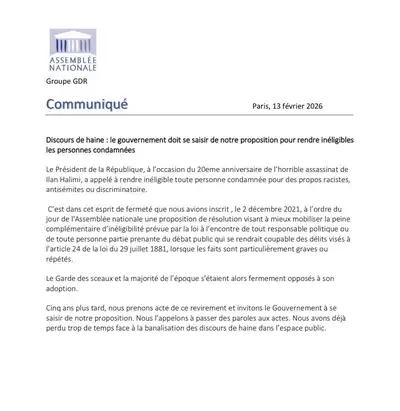 ASSEMBLÉE
NATIONALE
Groupe GDR
Communiqué
Paris, 13 février 2026
Discours de haine : le gouvernement doit se saisir de notre proposition pour rendre inéligibles
les personnes condamnées
Le Président de la République, à l'occasion du 20eme anniversaire de l'horrible assassinat de
Ilan Halimi, a appelé à rendre inéligible toute personne condamnée pour des propos racistes,
antisémites ou discriminatoire.
C'est dans cet esprit de fermeté que nous avions inscrit , le 2 décembre 2021, à l'ordre du
jour de l'Assemblée nationale une proposition de résolution visant à mieux mobiliser la peine
complémentaire d'inéligibilité prévue par la loi à l'encontre de tout responsable politique ou
de toute personne partie prenante du débat public qui se rendrait coupable des délits visés à
l'article 24 de la loi du 29 juillet 1881, lorsque les faits sont particulièrement graves ou
répétés.
Le Garde des sceaux et la majorité de l'époque s'étaient alors fermement opposés à son
adoption.
Cinq ans plus tard, nous prenons acte de ce revirement et invitons le Gouvernement à se
saisir de notre proposition. Nous l'appelons à passer des paroles aux actes. Nous avons déjà
perdu trop de temps face à la banalisation des discours de haine dans l'espace public.